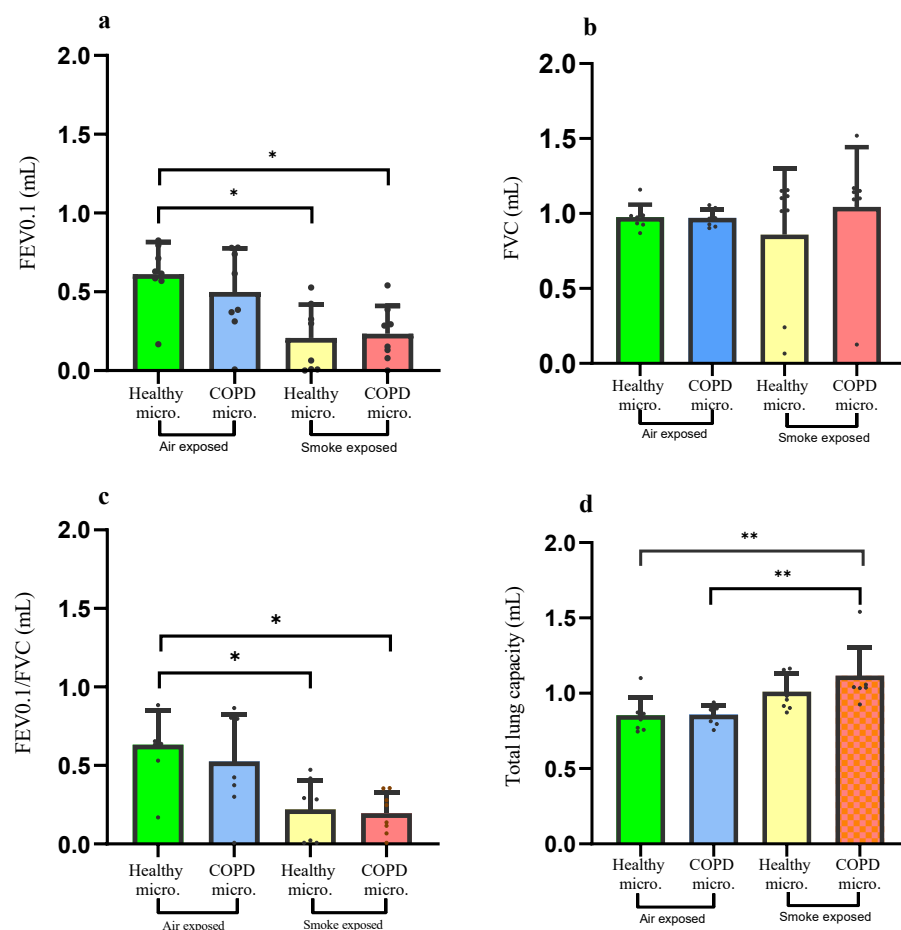 a
FEV0.1 (mL)
2.0
1.5
1.0
0.5
0.0
*
*
Healthy micro.
COPD micro.
Healthy micro.
COPD micro.
Air exposed
Smoke exposed
b
FVC (mL)
2.0
1.5
1.0
0.5
0.0
Healthy micro.
COPD micro.
Healthy micro.
COPD micro.
Air exposed
Smoke exposed
c
FEV0.1/FVC (mL)
2.0
1.5
1.0
0.5
0.0
*
*
Healthy micro.
COPD micro.
Healthy micro.
COPD micro.
Air exposed
Smoke exposed
d
Total lung capacity (mL)
2.0
1.5
1.0
0.5
0.0
**
**
Healthy micro.
COPD micro.
Healthy micro.
COPD micro.
Air exposed
Smoke exposed